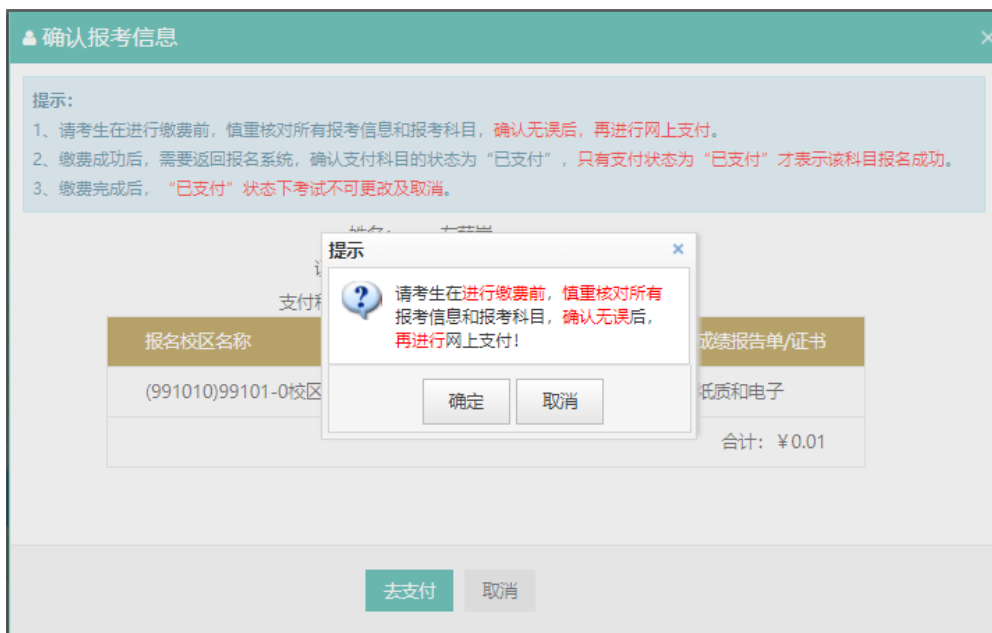 确认报考信息
提示：
1、请考生在进行缴费前，慎重核对所有报考信息和报考科目，确认无误后，再进行网上支付。
2、缴费成功后，需要返回报名系统，确认支付科目的状态为“已支付”，只有支付状态为“已支付”才表示该科目报名成功。
3、缴费完成后，“已支付”状态下考试不可更改及取消。
姓名：
提示
请考生在进行缴费前，慎重核对所有
报考信息和报考科目，确认无误后，
再进行网上支付！
确定 取消
支付
报名校区名称 成绩报告单/证书
(991010)99101-0校区 纸质和电子
合计：￥0.01
去支付 取消